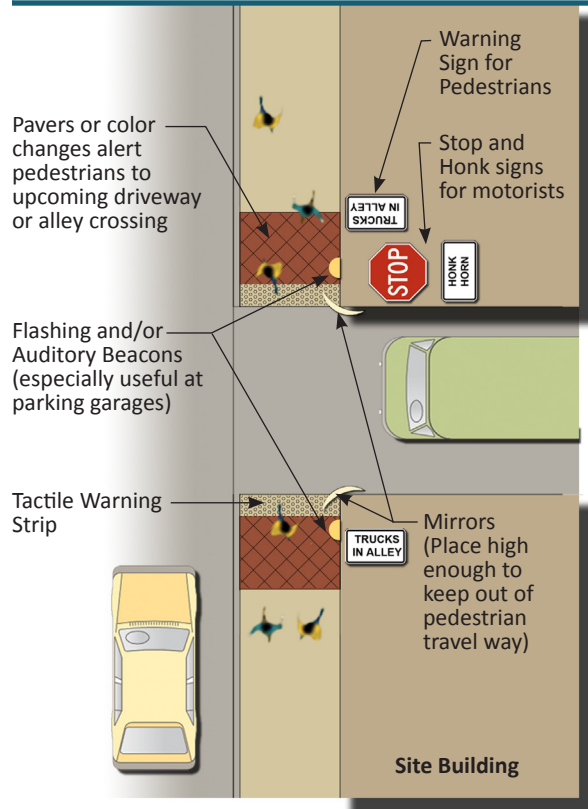 Warning
Sign for
Pedestrians
Pavers or color
changes alert
pedestrians to
upcoming driveway
or alley crossing
Stop and
Honk signs
for motorists
TRUCKS
IN ALLEY
STOP
HONK
HORN
Flashing and/or
Auditory Beacons
(especially useful at
parking garages)
Tactile Warning
Strip
TRUCKS
IN ALLEY
Mirrors
(Place high
enough to
keep out of
pedestrian
travel way)
Site Building